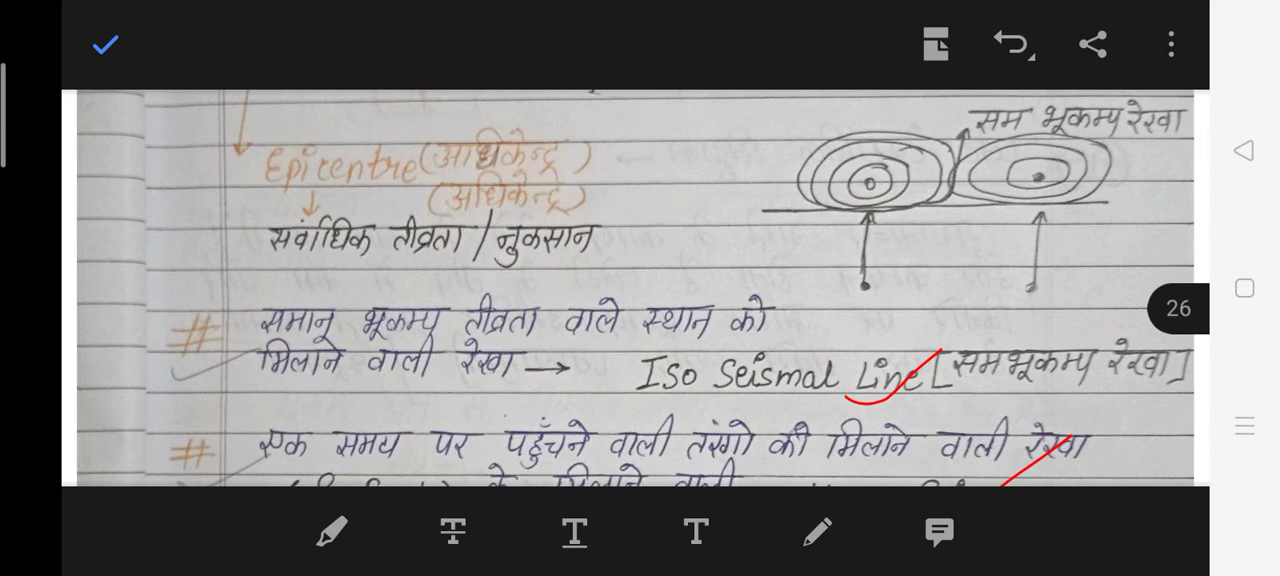 सम भूकम्प रेखा
Epicentre (अधिकेन्द्र)
(अधिकेन्द्र)
सर्वाधिक तीव्रता / नुकसान
26
# समान भूकम्प तीव्रता वाले स्थान को
मिलाने वाली रेखा → Iso Seismal Line [समभूकम्प रेखा]
# एक समय पर पहुँचने वाली तरंगो की मिलाने वाली रेखा
के मिलाने वाली